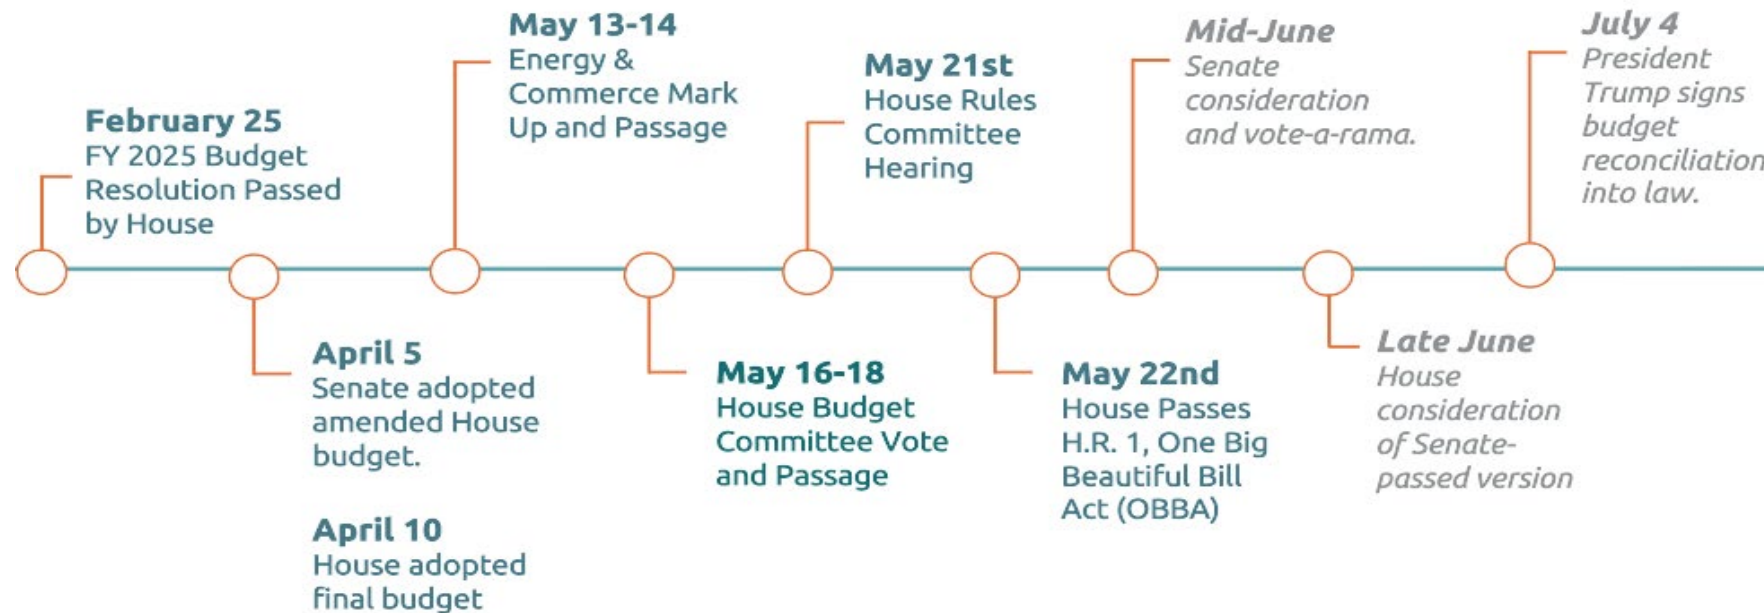 February 25
FY 2025 Budget
Resolution Passed
by House
April 5
Senate adopted
amended House
budget.
April 10
House adopted
final budget
May 13-14
Energy &
Commerce Mark
Up and Passage
May 16-18
House Budget
Committee Vote
and Passage
May 21st
House Rules
Committee
Hearing
May 22nd
House Passes
H.R. 1, One Big
Beautiful Bill
Act (OBBA)
Mid-June
Senate
consideration
and vote-a-rama.
Late June
House
consideration
of Senate-
passed version
July 4
President
Trump signs
budget
reconciliation
into law.